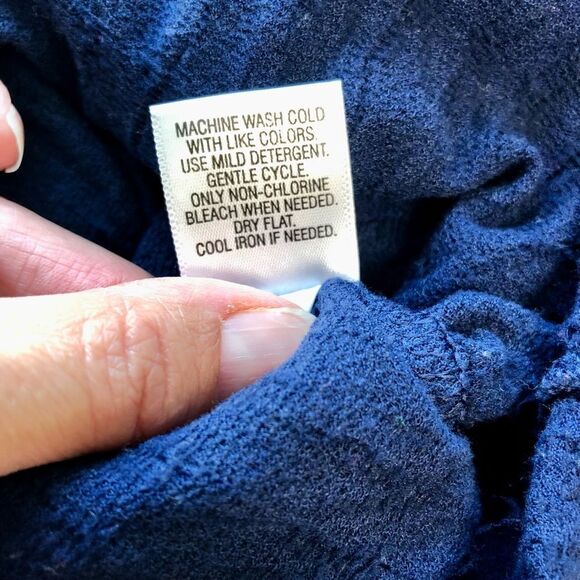 MACHINE WASH COLD
WITH LIKE COLORS.
USE MILD DETERGENT.
GENTLE CYCLE.
ONLY NON-CHLORINE
BLEACH WHEN NEEDED.
DRY FLAT.
COOL IRON IF NEEDED.